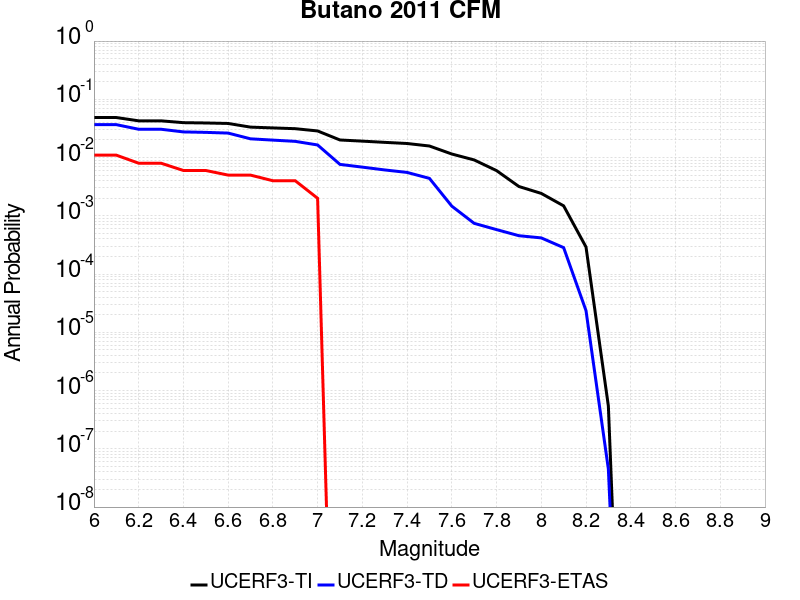 Butano 2011 CFM
10^0
10^-1
10^-2
10^-3
10^-4
10^-5
10^-6
10^-7
10^-8
Annual Probability
6 6.2 6.4 6.6 6.8 7 7.2 7.4 7.6 7.8 8 8.2 8.4 8.6 8.8 9
Magnitude
UCERF3-TI UCERF3-TD UCERF3-ETAS